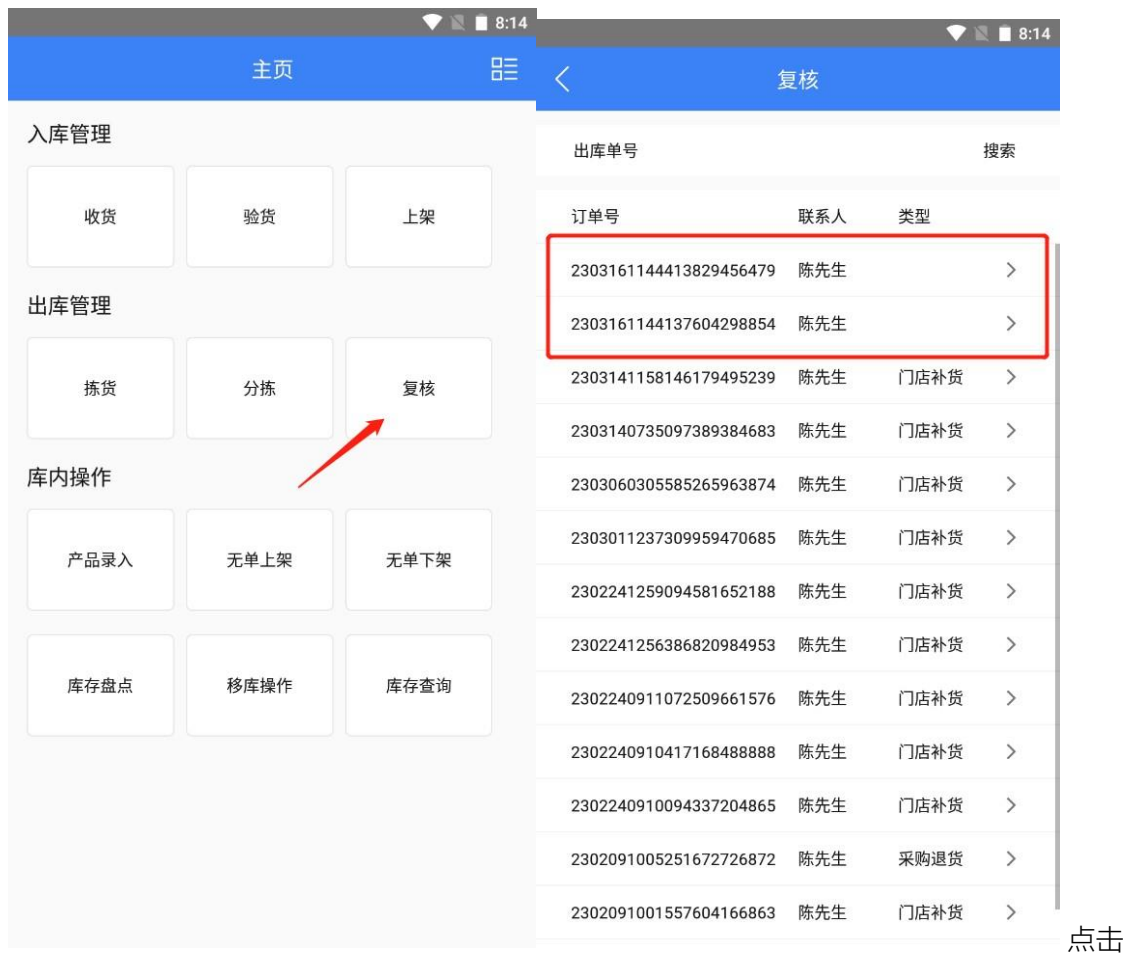 8:14
主页
入库管理
收货 验货 上架
出库管理
拣货 分拣 复核
库内操作
产品录入 无单上架 无单下架
库存盘点 移库操作 库存查询
8:14
复核
出库单号 搜索
订单号 联系人 类型
2303161144413829456479 陈先生
2303161144137604298854 陈先生
2303141158146179495239 陈先生 门店补货
2303140735097389384683 陈先生 门店补货
2303060305585265963874 陈先生 门店补货
2303011237309959470685 陈先生 门店补货
2302241259094581652188 陈先生 门店补货
2302241256386820984953 陈先生 门店补货
2302240911072509661576 陈先生 门店补货
2302240910417168488888 陈先生 门店补货
2302240910094337204865 陈先生 门店补货
2302091005251672726872 陈先生 采购退货
2302091001557604166863 陈先生 门店补货
点击